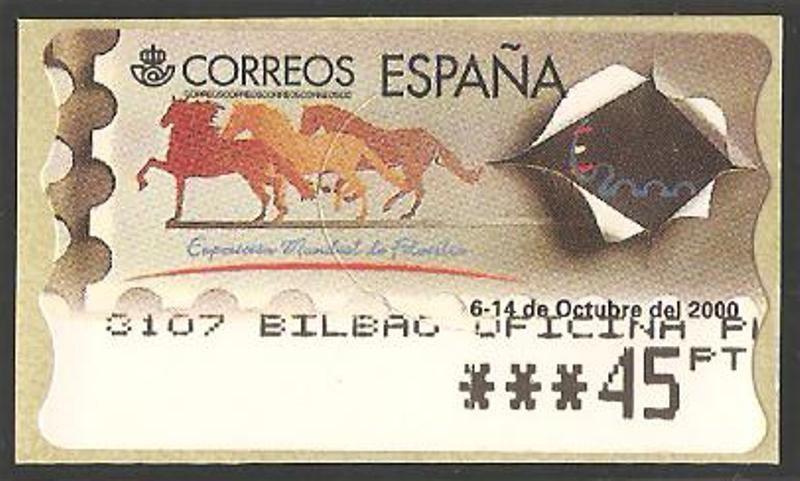 CORREOS ESPAÑA
Exposición Mundial de Filatelia
6-14 de Octubre del 2000
0107 BILBAO OFICINA P
***45 PT